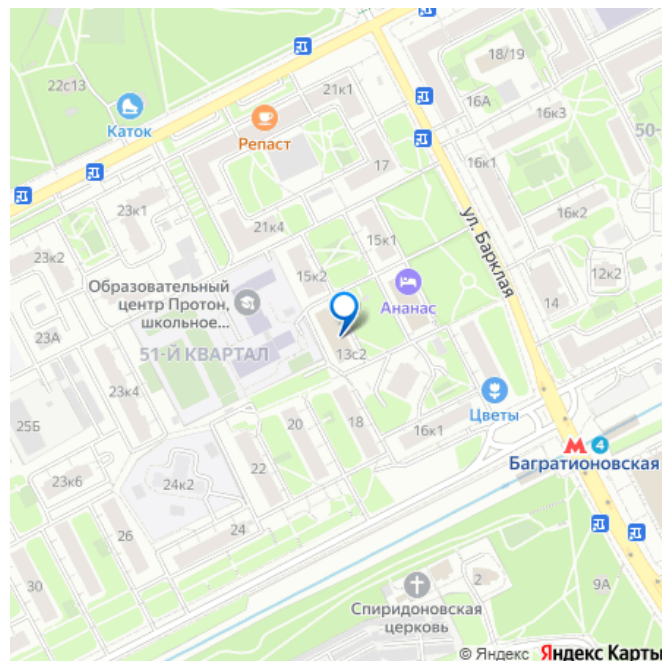 22с13
Каток
Репаст
21к1
18/19
16А
16к3
50-
17
16к1
23к1
21к4
ул. Барклая
16к2
23к2
15к1
15к2
12к2
Образовательный
центр Протон,
школьное...
Ананас
14
23А
51-Й КВАРТАЛ
13с2
23к4
Цветы
25Б
20
18
16к1
М 4
Багратионовская
22
23к6
24к2
24
26
30
2
9А
Спиридоновская
церковь
© Яндекс Яндекс Карты